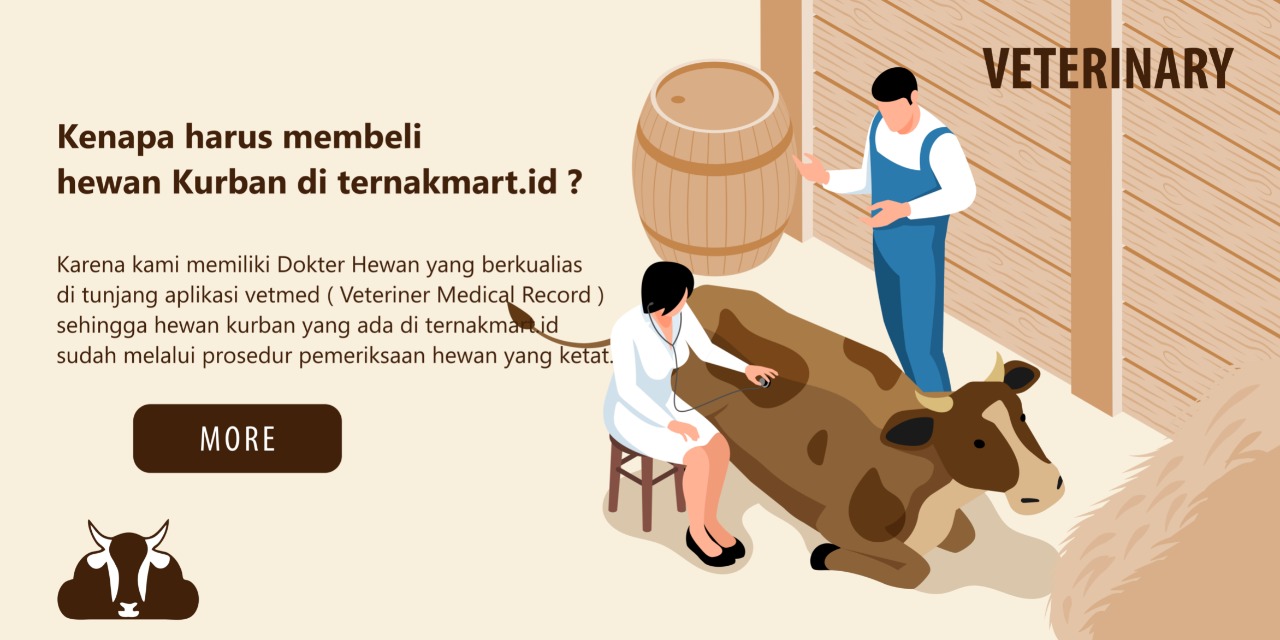 VETERINARY
Kenapa harus membeli
hewan Kurban di ternakmart.id ?
Karena kami memiliki Dokter Hewan yang berkualias
di tunjang aplikasi vetmed ( Veteriner Medical Record )
sehingga hewan kurban yang ada di ternakmart.id
sudah melalui prosedur pemeriksaan hewan yang ketat.
MORE